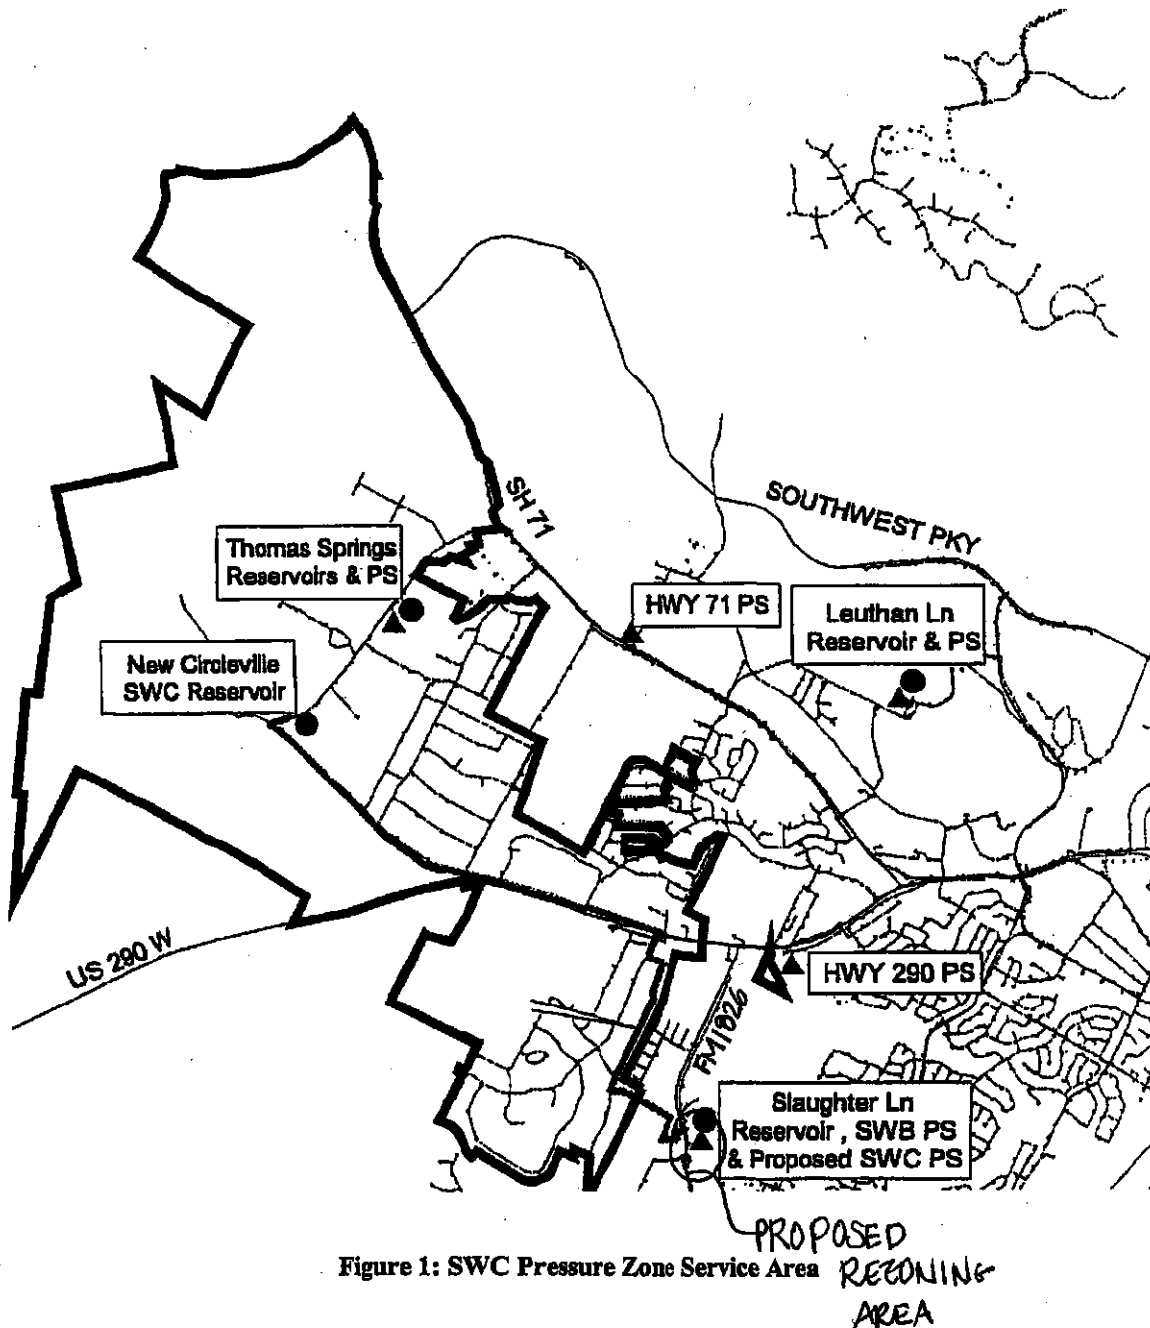 SH 71
SOUTHWEST PKY
Thomas Springs
Reservoirs & PS
HWY 71 PS
Leuthan Ln
Reservoir & PS
New Circleville
SWC Reservoir
US 290 W
HWY 290 PS
FM 1826
Slaughter Ln
Reservoir , SWB PS
& Proposed SWC PS
PROPOSED
REZONING
AREA
Figure 1: SWC Pressure Zone Service Area